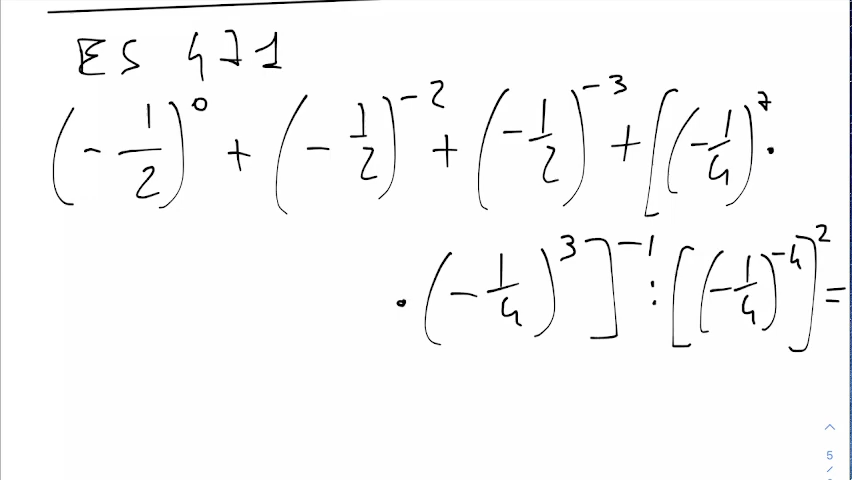 ES 471
(-1/2)^0 + (-1/2)^-2 + (-1/2)^-3 + [(-1/4)^7 ·
· (-1/4)^3]^-1 : [(-1/4)^-4]^2 =
5
/